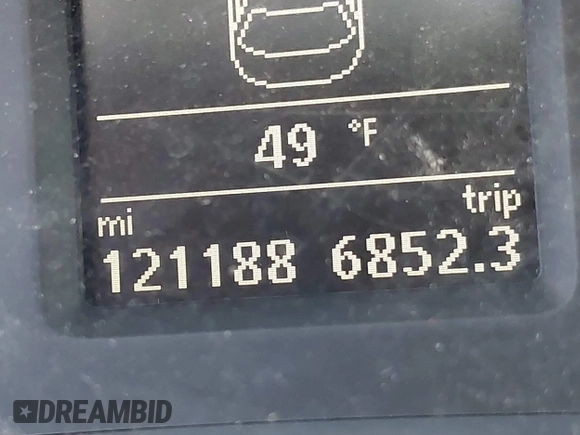 49 °F
mi trip
121188 6852.3
DREAMBID